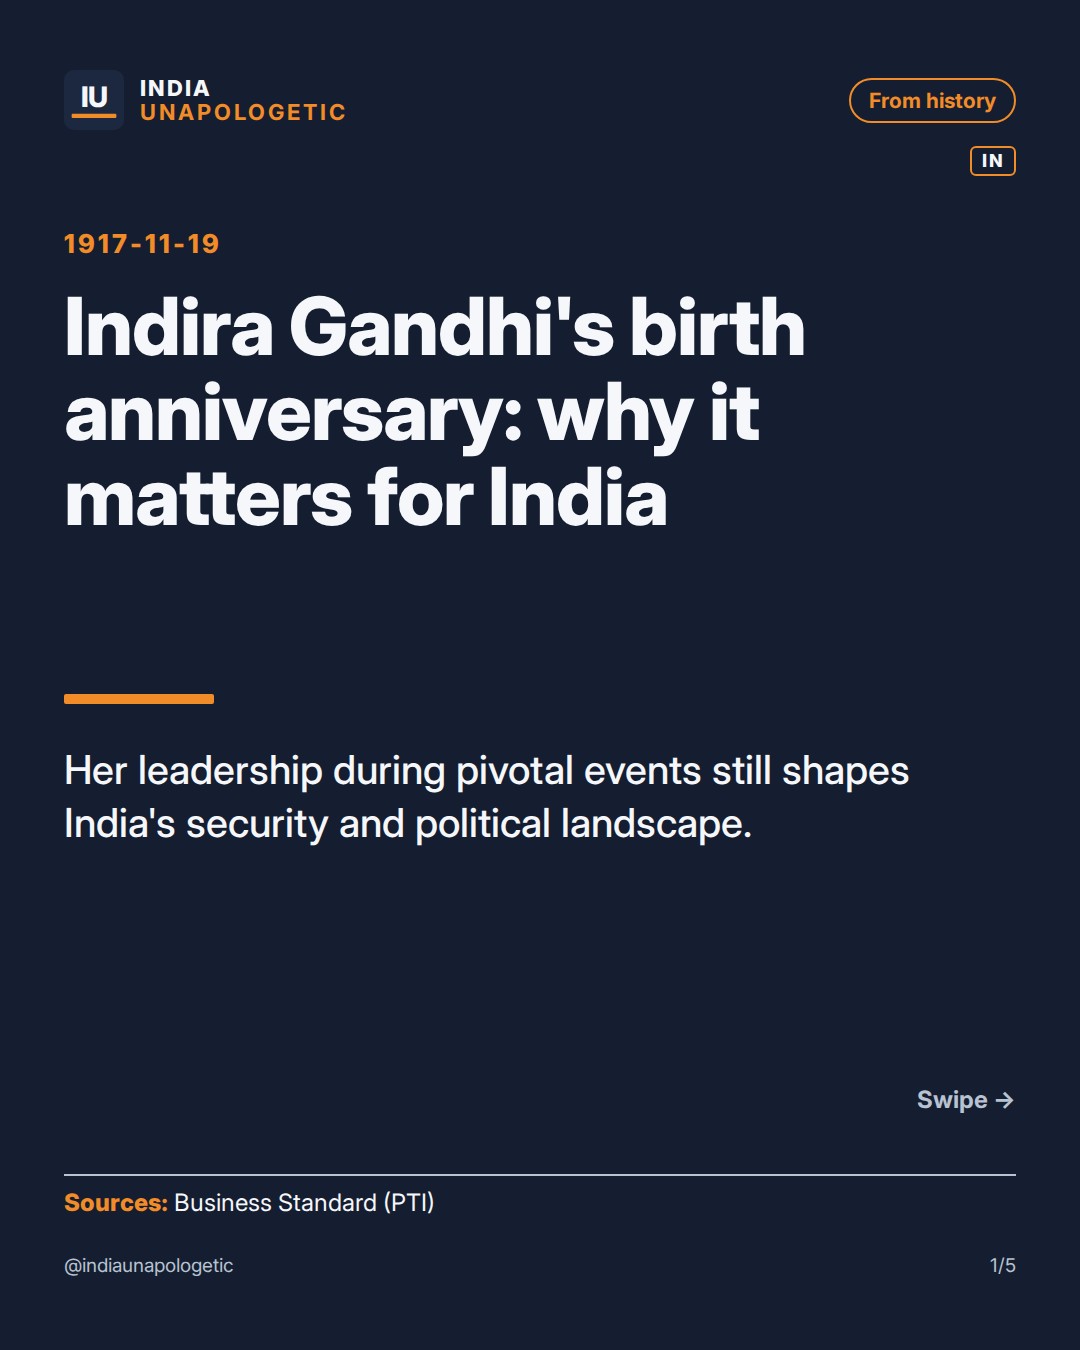 IU
INDIA
UNAPOLOGETIC
From history
IN
1917-11-19
Indira Gandhi's birth
anniversary: why it
matters for India
Her leadership during pivotal events still shapes
India's security and political landscape.
Swipe →
Sources: Business Standard (PTI)
@indiaunapologetic
1/5